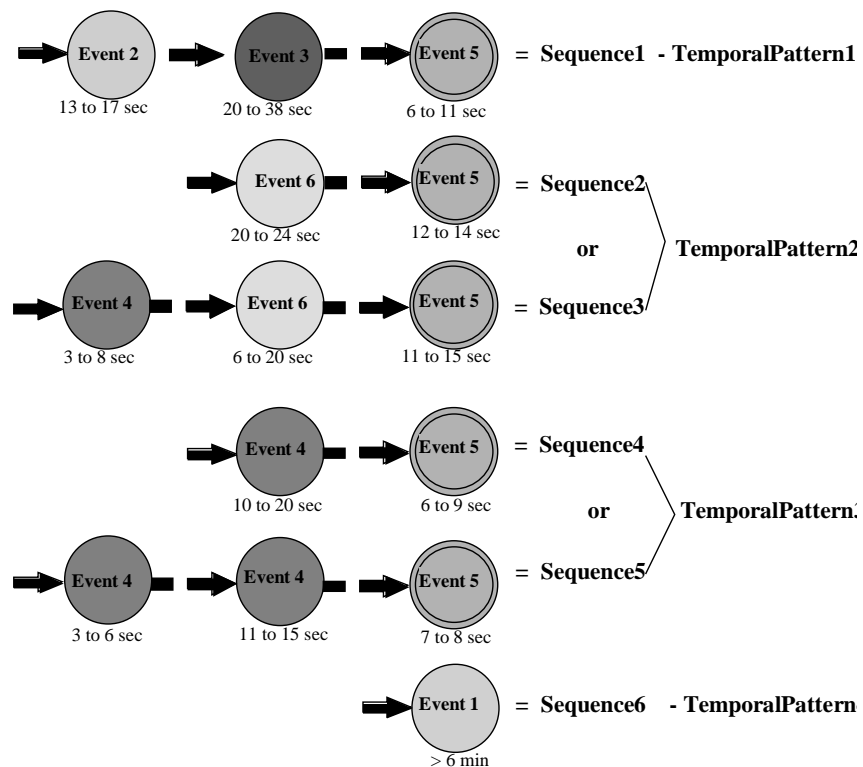 Event 2 Event 3 Event 5 = Sequence1 - TemporalPattern1
13 to 17 sec 20 to 38 sec 6 to 11 sec
Event 6 Event 5 = Sequence2
20 to 24 sec 12 to 14 sec
or TemporalPattern2
Event 4 Event 6 Event 5 = Sequence3
3 to 8 sec 6 to 20 sec 11 to 15 sec
Event 4 Event 5 = Sequence4
10 to 20 sec 6 to 9 sec
or TemporalPattern3
Event 4 Event 4 Event 5 = Sequence5
3 to 6 sec 11 to 15 sec 7 to 8 sec
Event 1 = Sequence6 - TemporalPattern
> 6 min